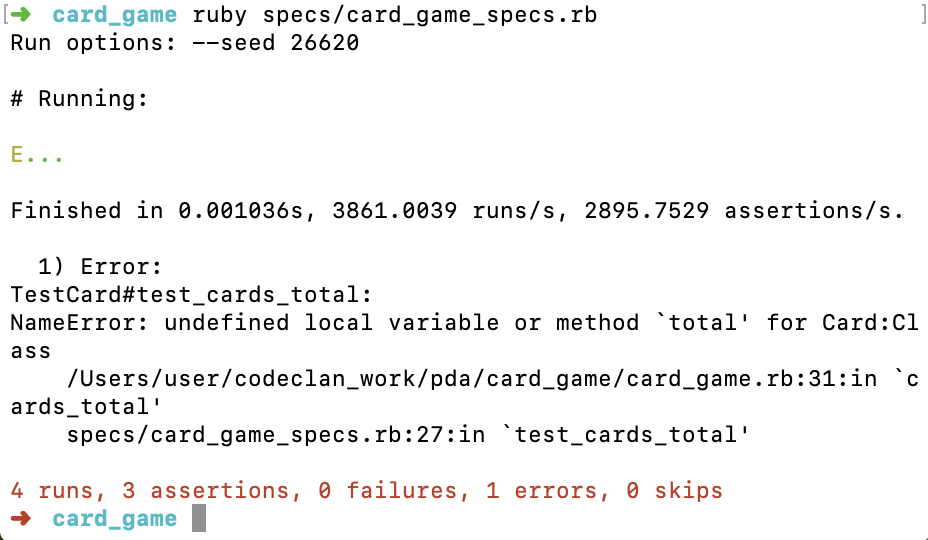 [➜  card_game ruby specs/card_game_specs.rb ]
Run options: --seed 26620
# Running:
E...
Finished in 0.001036s, 3861.0039 runs/s, 2895.7529 assertions/s.
  1) Error:
TestCard#test_cards_total:
NameError: undefined local variable or method `total' for Card:Cl
ass
    /Users/user/codeclan_work/pda/card_game/card_game.rb:31:in `c
ards_total'
    specs/card_game_specs.rb:27:in `test_cards_total'
4 runs, 3 assertions, 0 failures, 1 errors, 0 skips
➜  card_game